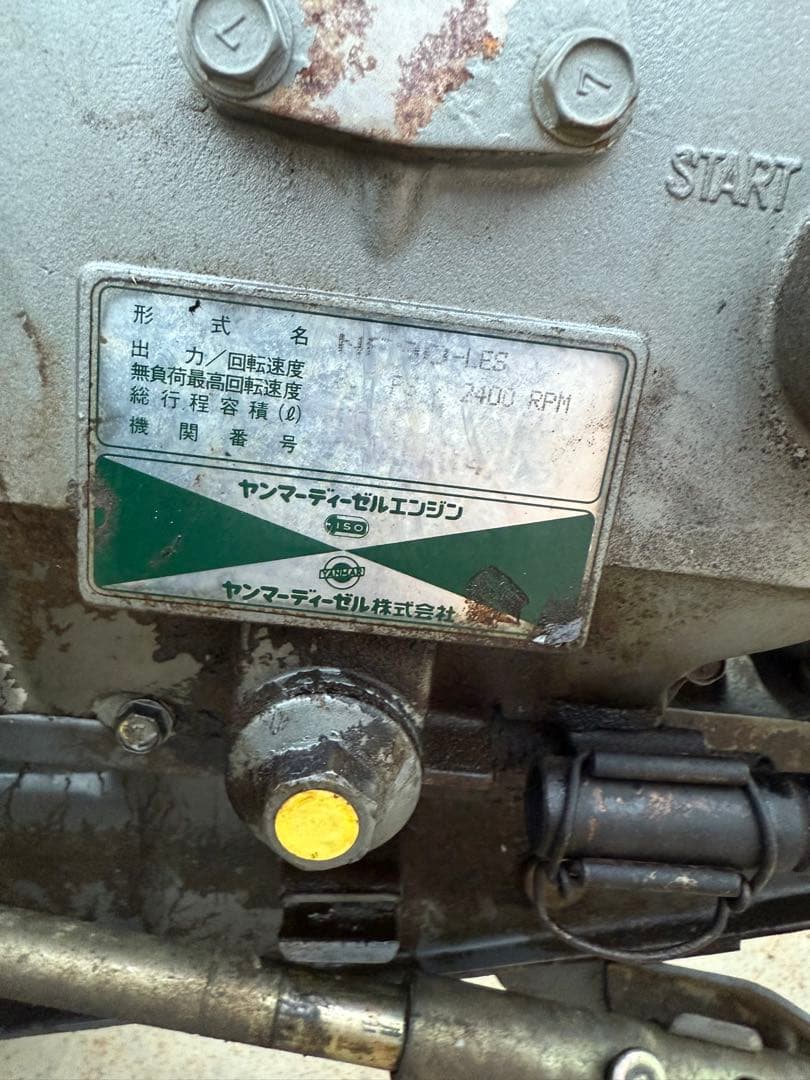 7
7
START
形式名 -LES
出力/回転速度 2400 RPM
無負荷最高回転速度
総行程容積(ℓ)
機関番号
ヤンマーディーゼルエンジン
ISO
YANMAR
ヤンマーディーゼル株式会社